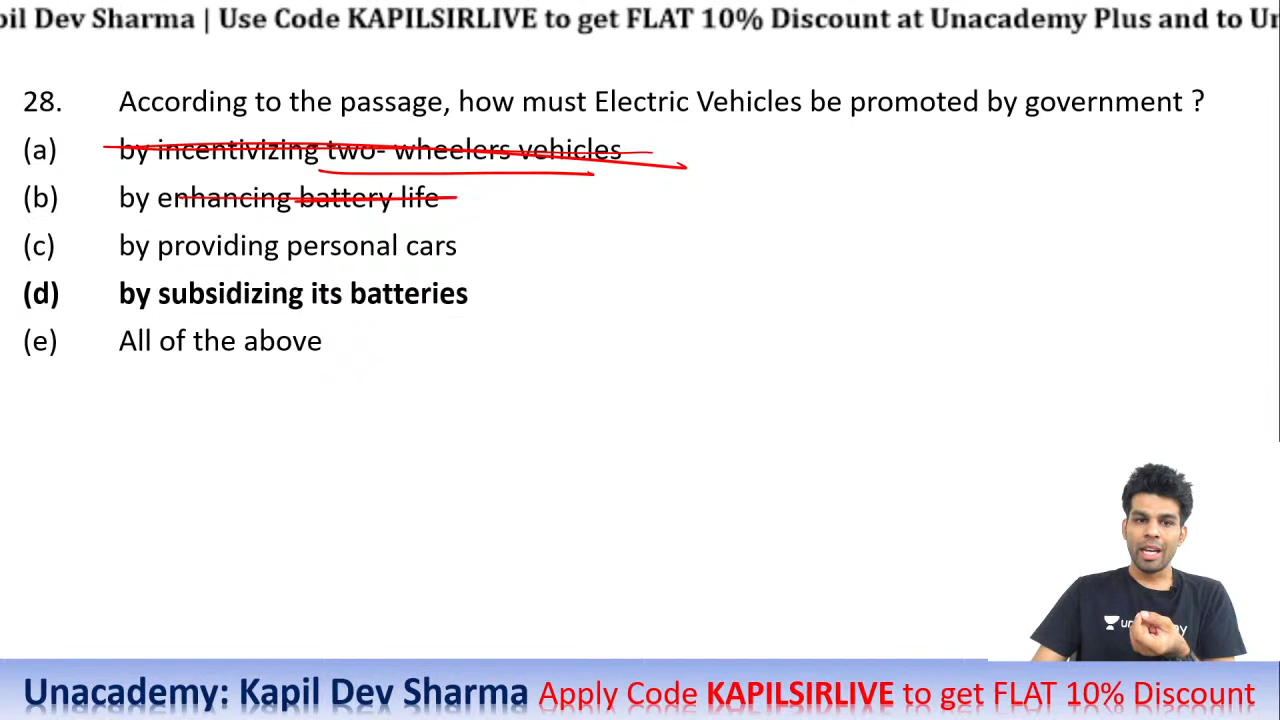 il Dev Sharma | Use Code KAPILSIRLIVE to get FLAT 10% Discount at Unacademy Plus and to
28. According to the passage, how must Electric Vehicles be promoted by government ?
(a) by incentivizing two- wheelers vehicles
(b) by enhancing battery life
(c) by providing personal cars
(d) by subsidizing its batteries
(e) All of the above
Unacademy: Kapil Dev Sharma Apply Code KAPILSIRLIVE to get FLAT 10% Discount